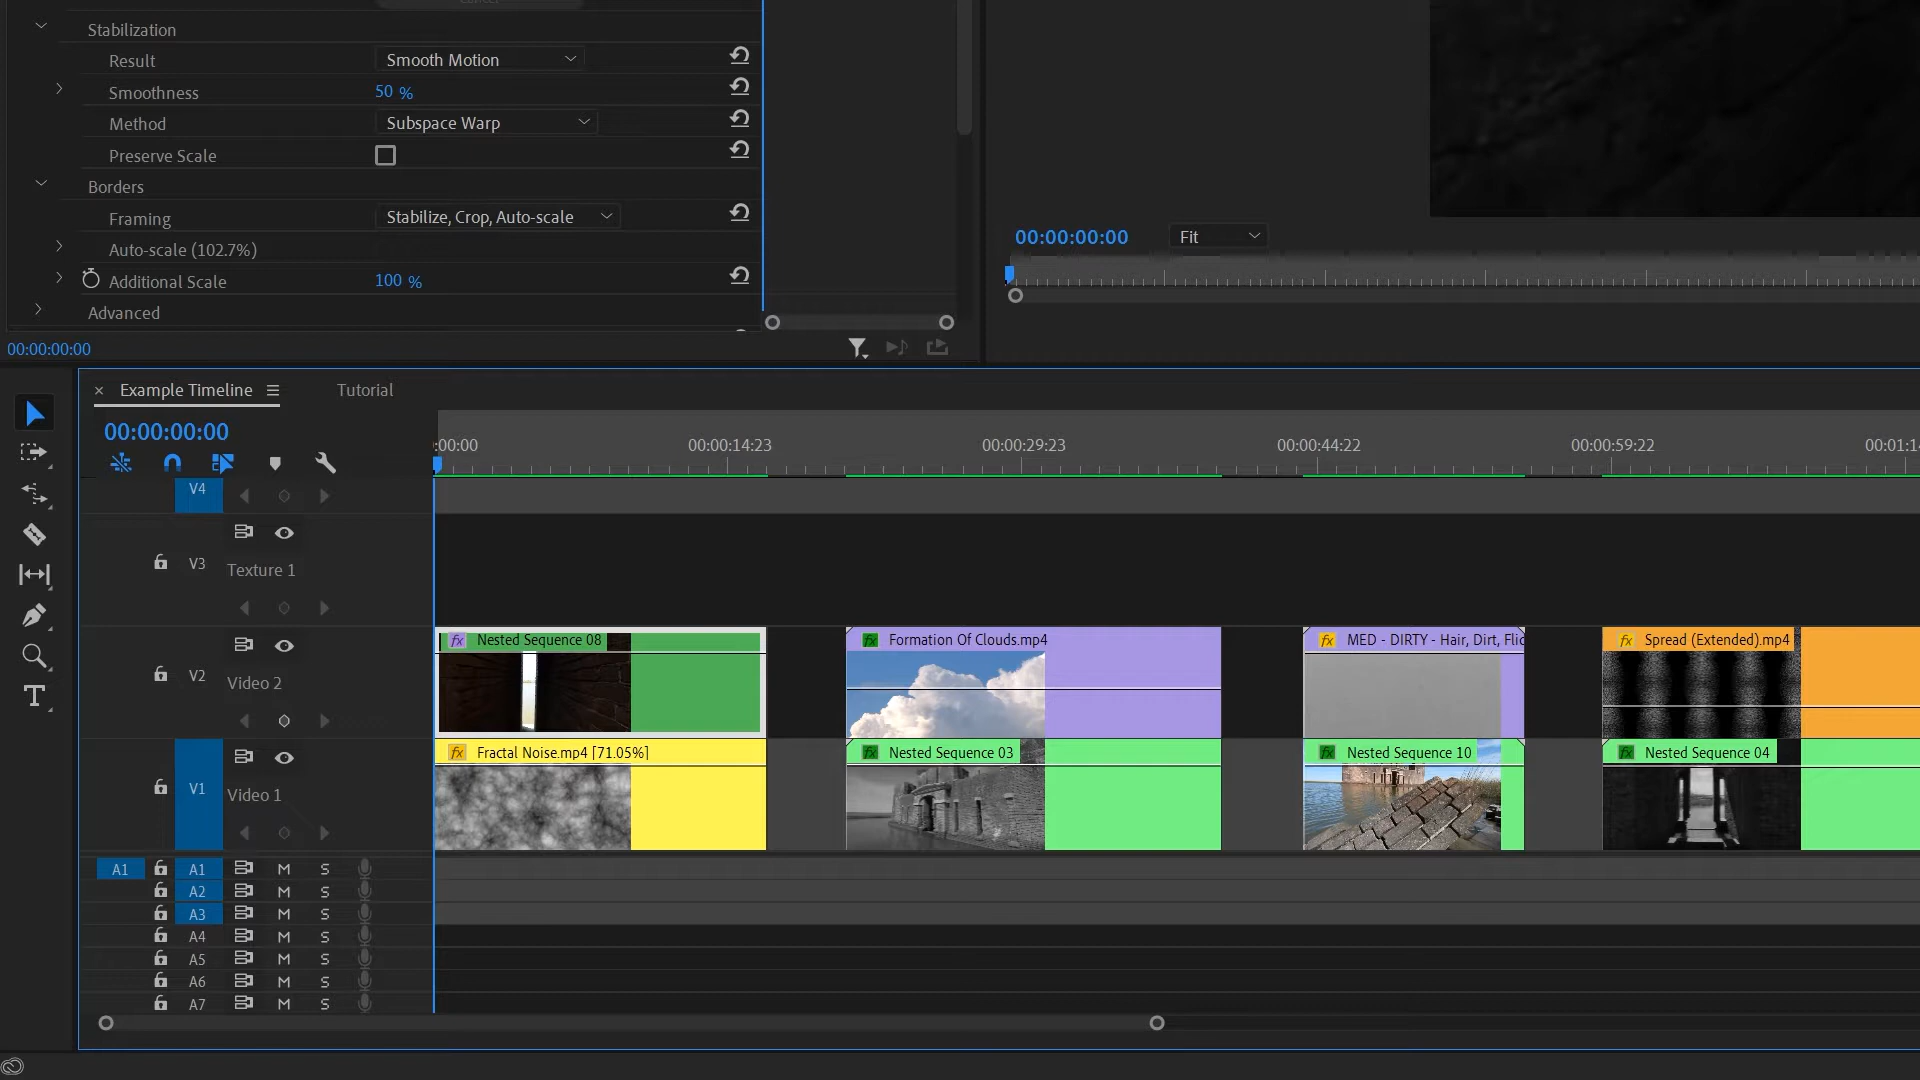 Stabilization
Result Smooth Motion
Smoothness 50 %
Method Subspace Warp
Preserve Scale
Borders
Framing Stabilize, Crop, Auto-scale
Auto-scale (102.7%)
Additional Scale 100 %
Advanced
00:00:00:00
00:00:00:00 Fit
× Example Timeline Tutorial
00:00:00:00
:00:00 00:00:14:23 00:00:29:23 00:00:44:22 00:00:59:22 00:01:1
V4
V3 Texture 1
V2 Video 2
fx Nested Sequence 08 fx Formation Of Clouds.mp4 fx MED - DIRTY - Hair, Dirt, Flic fx Spread (Extended).mp4
V1 Video 1
fx Fractal Noise.mp4 [71.05%] fx Nested Sequence 03 fx Nested Sequence 10 fx Nested Sequence 04
A1 A1 M S
A2 M S
A3 M S
A4 M S
A5 M S
A6 M S
A7 M S